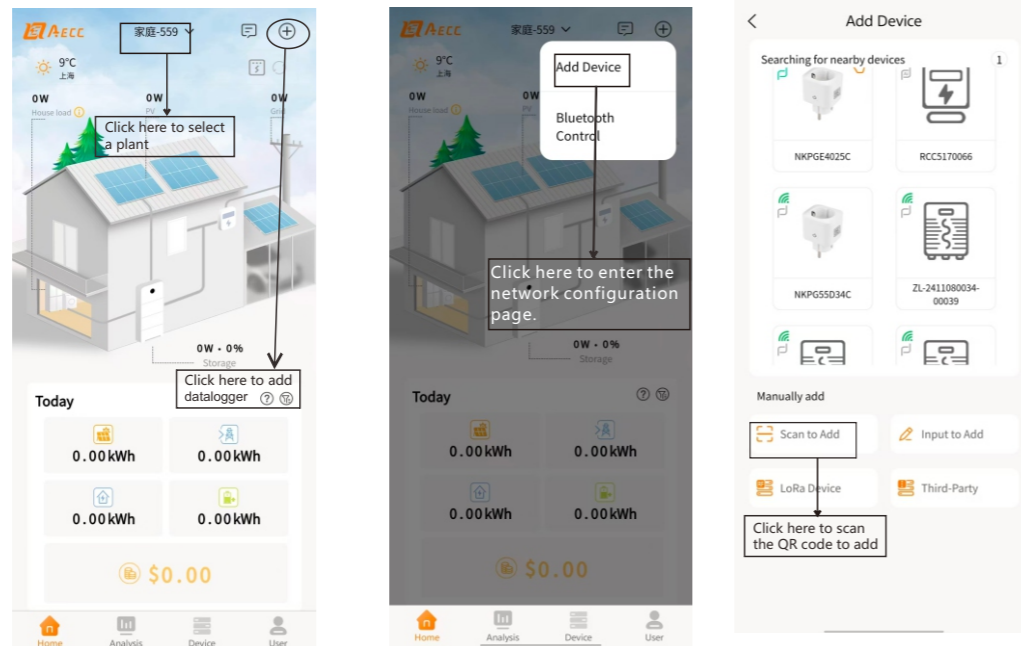 AECC
家庭-559
9°C
上海
0W
House load
0W
PV
0W
Grid
Click here to select
a plant
0W · 0%
Storage
Click here to add
datalogger
Today
0.00kWh
0.00kWh
0.00kWh
0.00kWh
$0.00
Home
Analysis
Device
User
AECC
家庭-559
9°C
上海
Add Device
Bluetooth
Control
0W
House load
0W
PV
Click here to enter the
network configuration
page.
0W · 0%
Storage
Today
0.00kWh
0.00kWh
0.00kWh
0.00kWh
$0.00
Home
Analysis
Device
User
Add Device
Searching for nearby devices
1
NKPGE4025C
RCC5170066
NKPG55D34C
ZL-2411080034-
00039
Manually add
Scan to Add
Input to Add
LoRa Device
Third-Party
Click here to scan
the QR code to add